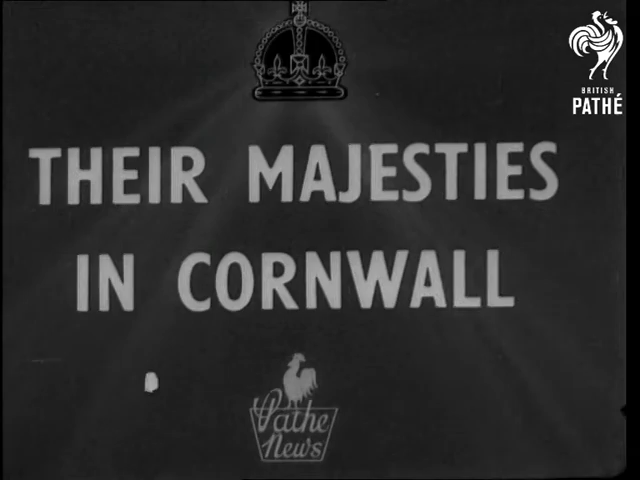 BRITISH
PATHÉ
THEIR MAJESTIES
IN CORNWALL
Pathe
News